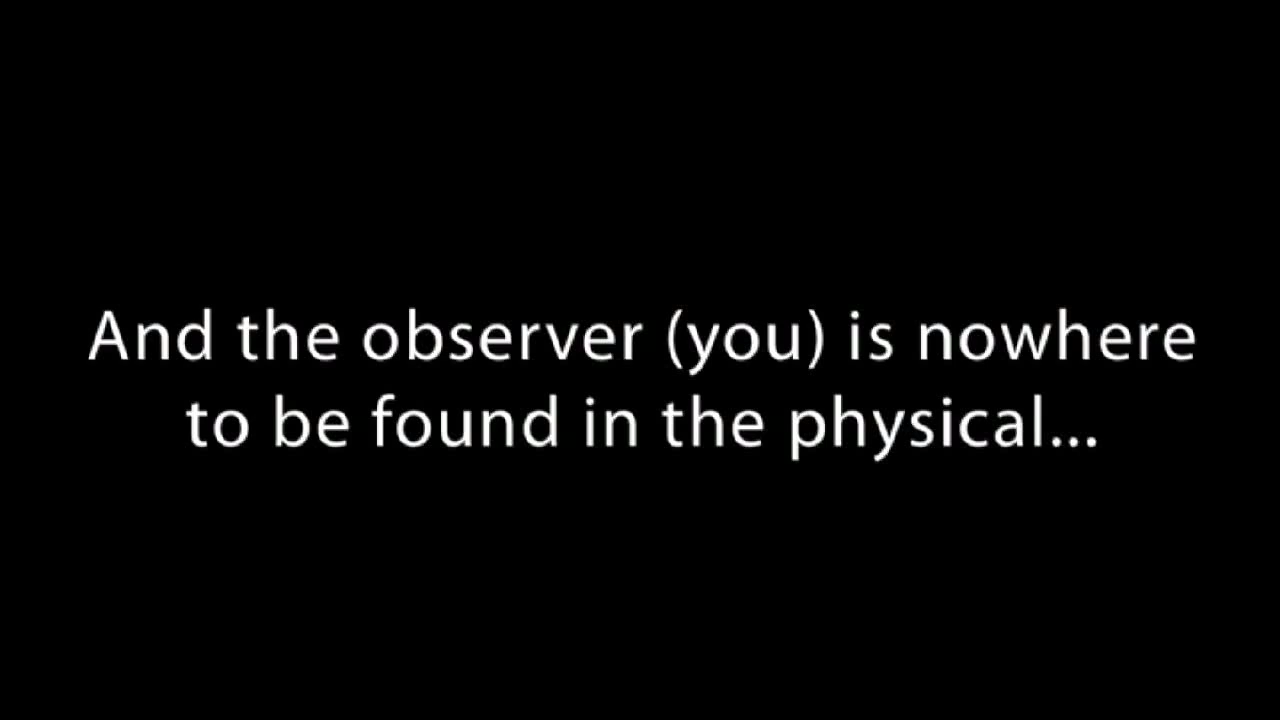 And the observer (you) is nowhere
to be found in the physical...